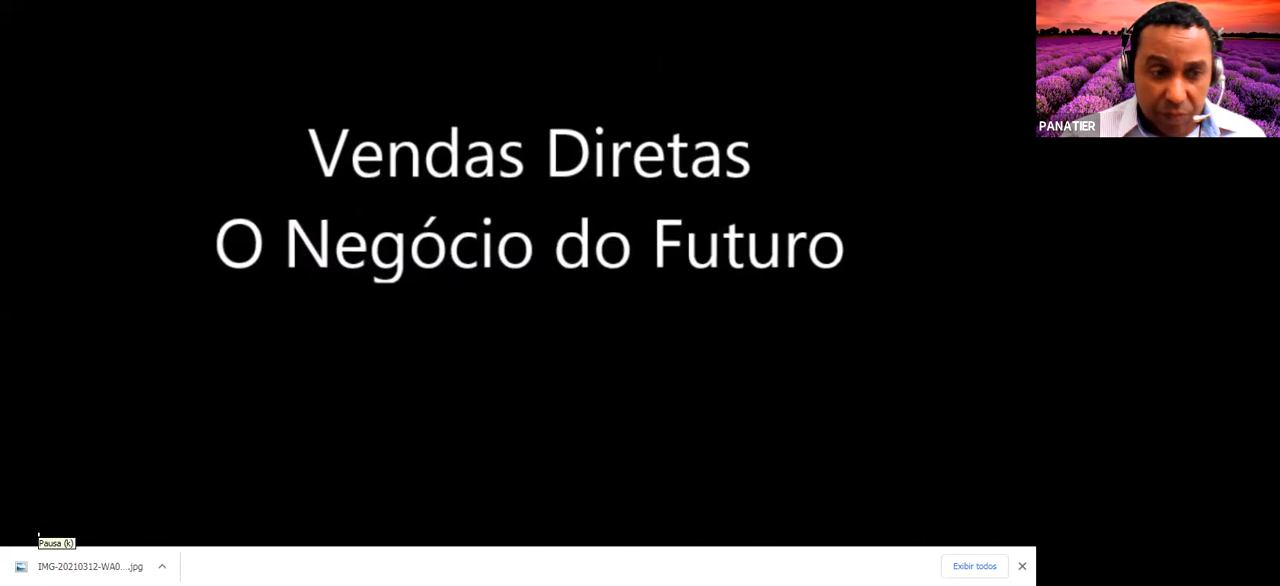 Vendas Diretas
O Negócio do Futuro
PANATIER
Pausa (k)
IMG-20210312-WA0....jpg
Exibir todos